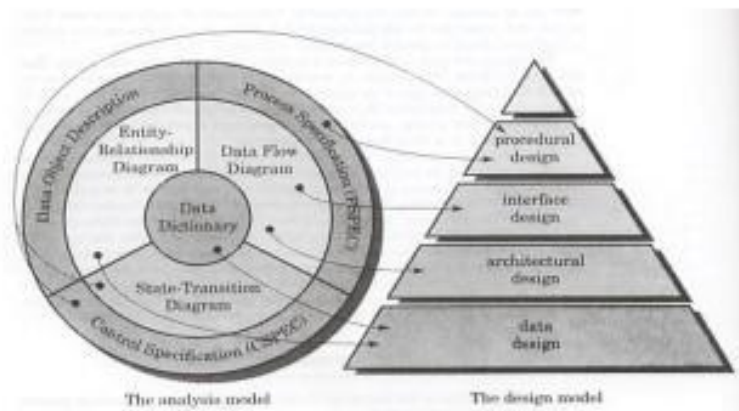 Data-Object Description
Process Specification (PSPEC)
Entity-
Relationship
Diagram
Data Flow
Diagram
Data
Dictionary
State-Transition
Diagram
Control Specification (CSPEC)
The analysis model
procedural
design
interface
design
architectural
design
data
design
The design model